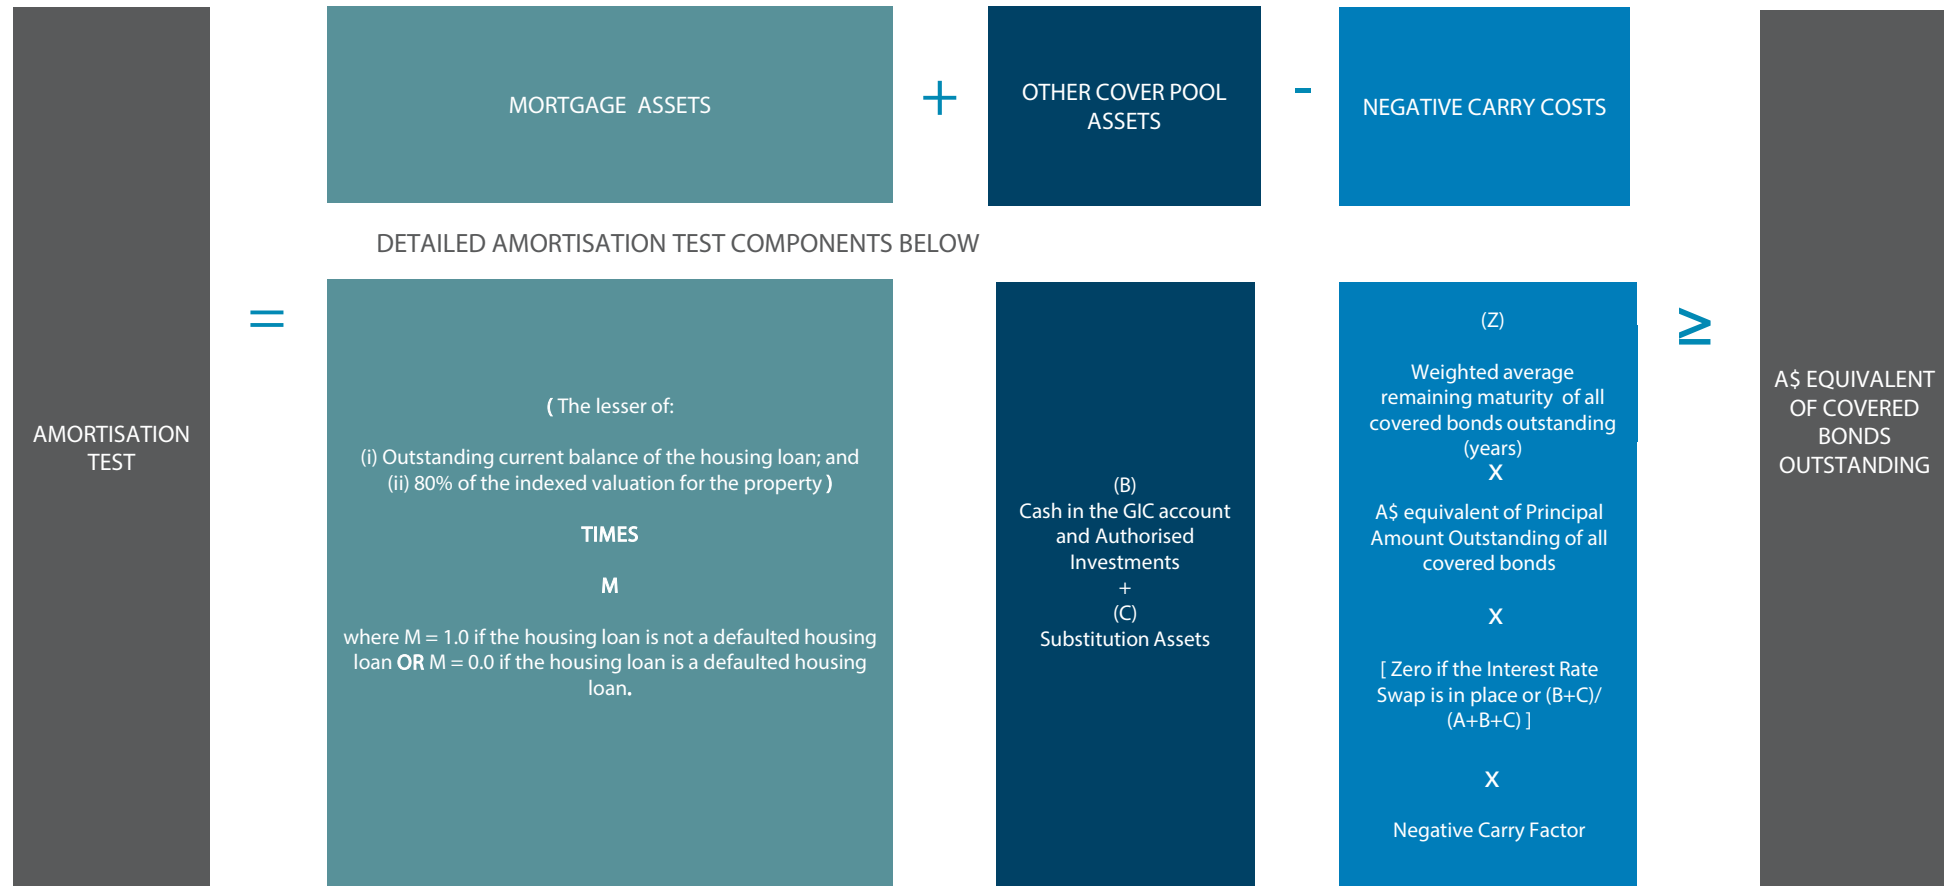 AMORTISATION
TEST
=
MORTGAGE ASSETS
+
OTHER COVER POOL
ASSETS
-
NEGATIVE CARRY COSTS
DETAILED AMORTISATION TEST COMPONENTS BELOW
( The lesser of:
(i) Outstanding current balance of the housing loan; and
(ii) 80% of the indexed valuation for the property )
TIMES
M
where M = 1.0 if the housing loan is not a defaulted housing
loan OR M = 0.0 if the housing loan is a defaulted housing
loan.
(B)
Cash in the GIC account
and Authorised
Investments
+
(C)
Substitution Assets
(Z)
Weighted average
remaining maturity of all
covered bonds outstanding
(years)
X
A$ equivalent of Principal
Amount Outstanding of all
covered bonds
X
[ Zero if the Interest Rate
Swap is in place or (B+C)/
(A+B+C) ]
X
Negative Carry Factor
≥
A$ EQUIVALENT
OF COVERED
BONDS
OUTSTANDING